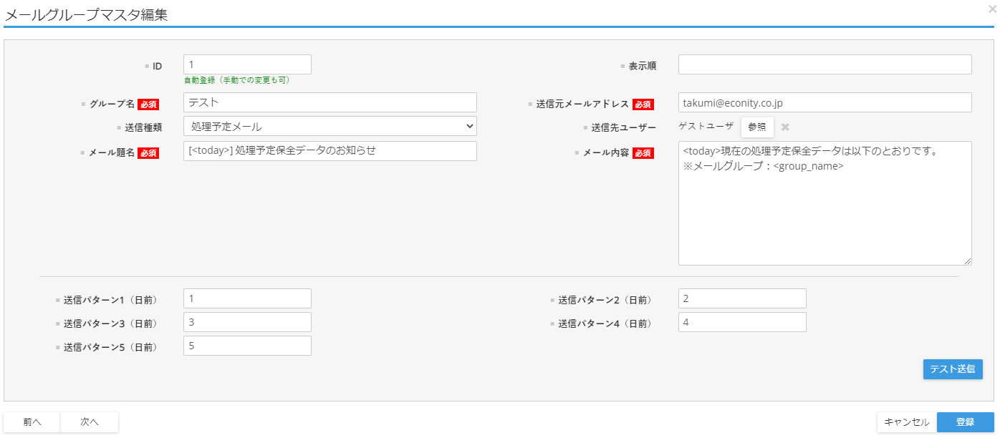 メールグループマスタ編集
×
ID
1
自動登録（手動での変更も可）
表示順
グループ名 必須
テスト
送信元メールアドレス 必須
takumi@econity.co.jp
送信種類
処理予定メール
送信先ユーザー
ゲストユーザ
参照
メール題名 必須
[<today>] 処理予定保全データのお知らせ
メール内容 必須
<today>現在の処理予定保全データは以下のとおりです。
※メールグループ：<group_name>
送信パターン1（日前）
1
送信パターン2（日前）
2
送信パターン3（日前）
3
送信パターン4（日前）
4
送信パターン5（日前）
5
テスト送信
前へ
次へ
キャンセル
登録